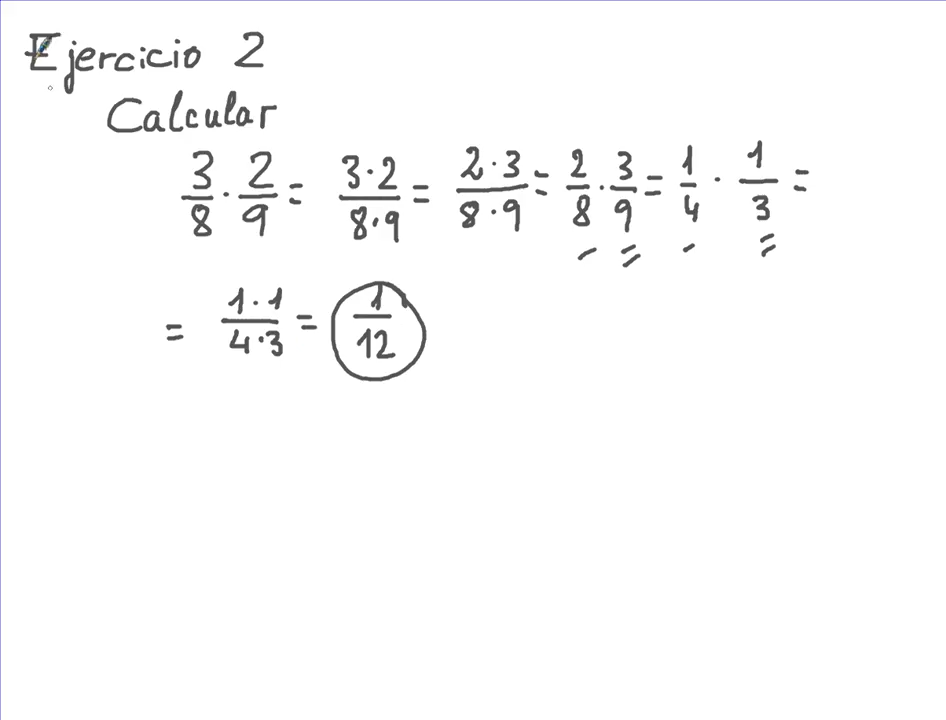 Ejercicio 2
Calcular
3/8 · 2/9 = 3·2/8·9 = 2·3/8·9 = 2/8 · 3/9 = 1/4 · 1/3 =
= 1·1/4·3 = 1/12